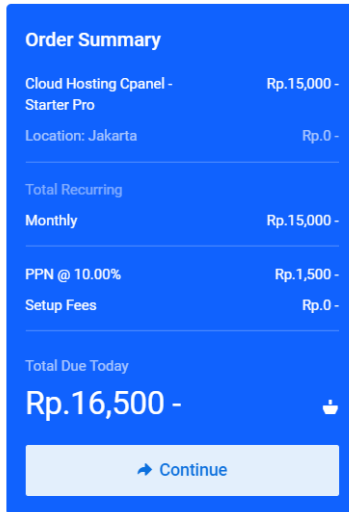 Order Summary
Cloud Hosting Cpanel - Rp.15,000 -
Starter Pro
Location: Jakarta Rp.0 -
Total Recurring
Monthly Rp.15,000 -
PPN @ 10.00% Rp.1,500 -
Setup Fees Rp.0 -
Total Due Today
Rp.16,500 -
Continue